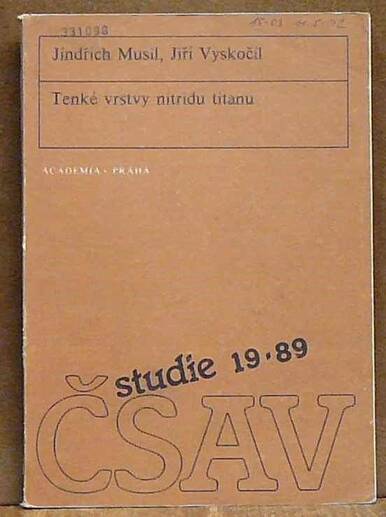 331098
Jindřich Musil, Jiří Vyskočil
Tenké vrstvy nitridu titanu
ACADEMIA · PRAHA
studie 19·89
ČSAV